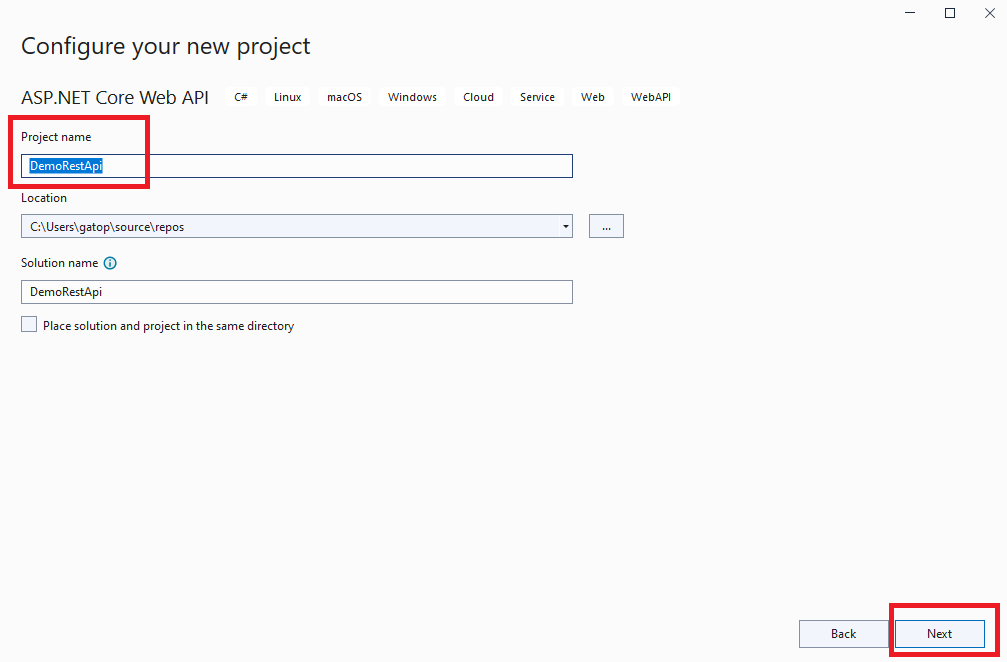 Configure your new project
ASP.NET Core Web API C# Linux macOS Windows Cloud Service Web WebAPI
Project name
DemoRestApi
Location
C:\Users\gatop\source\repos ...
Solution name
DemoRestApi
Place solution and project in the same directory
Back Next